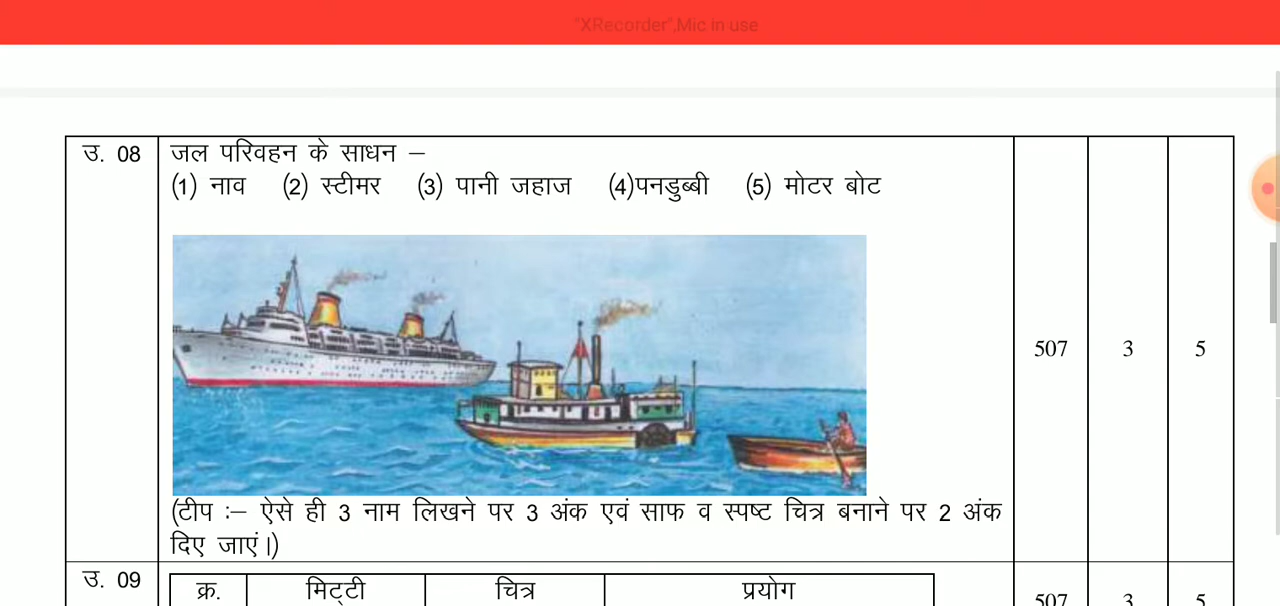 "XRecorder".Mic in use
उ. 08
जल परिवहन के साधन –
(1) नाव (2) स्टीमर (3) पानी जहाज (4)पनडुब्बी (5) मोटर बोट
507 3 5
(टीप :– ऐसे ही 3 नाम लिखने पर 3 अंक एवं साफ व स्पष्ट चित्र बनाने पर 2 अंक
दिए जाएं।)
उ. 09
क्र. मिट्टी चित्र प्रयोग
507 3 5